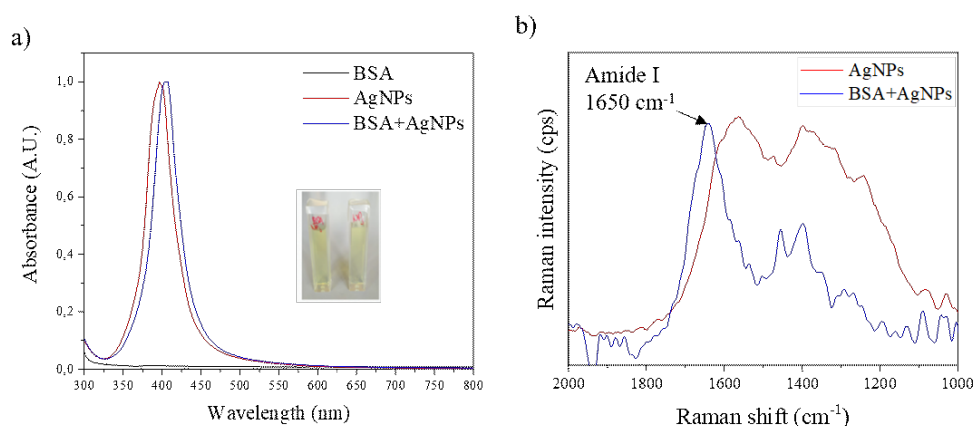 a)
BSA
AgNPs
BSA+AgNPs
1,0
0,8
0,6
0,4
0,2
0,0
300 350 400 450 500 550 600 650 700 750 800
Absorbance (A.U.)
Wavelength (nm)
b)
Amide I
1650 cm-1
AgNPs
BSA+AgNPs
Raman intensity (cps)
2000 1800 1600 1400 1200 1000
Raman shift (cm-1)